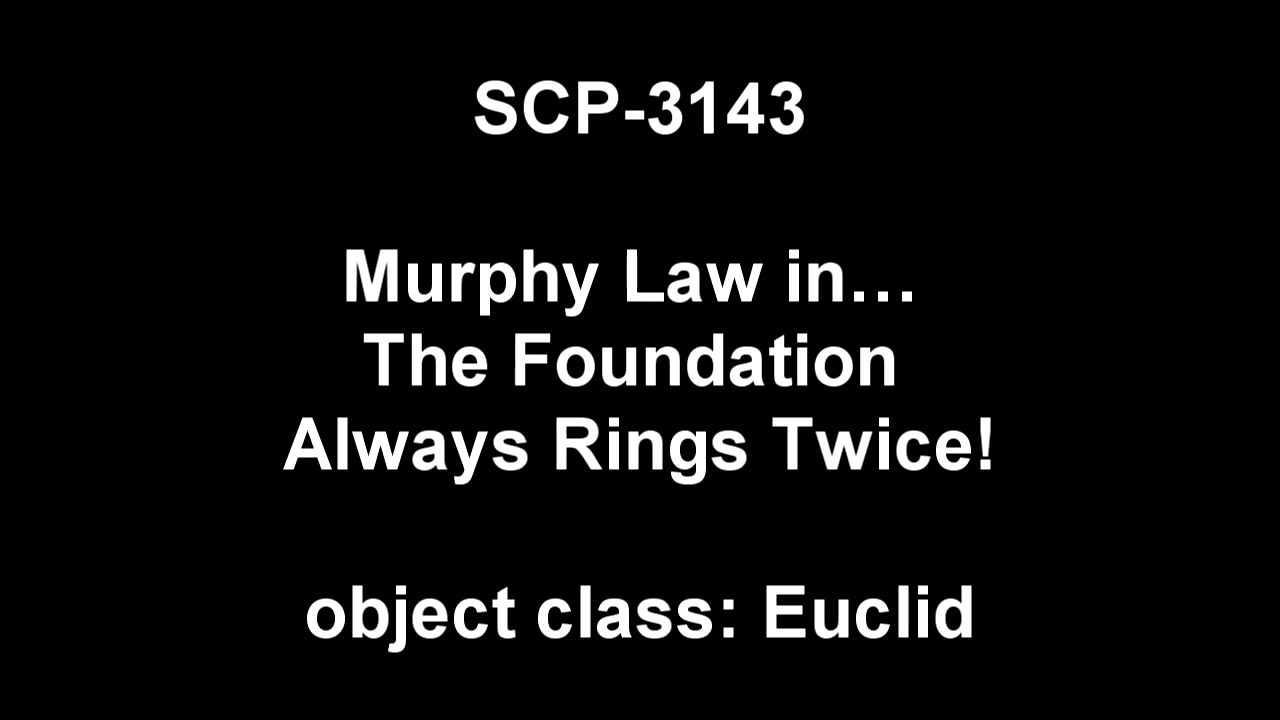 SCP-3143
Murphy Law in…
The Foundation
Always Rings Twice!
object class: Euclid